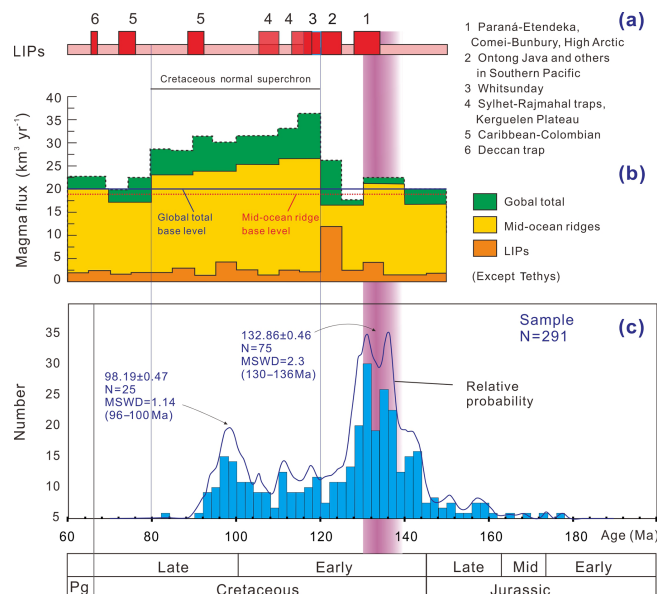 6 5 5 4 4 3 2 1
(a)
LIPs
1 Paraná-Etendeka,
Comei-Bunbury, High Arctic
2 Ontong Java and others
in Southern Pacific
3 Whitsunday
4 Sylhet-Rajmahal traps,
Kerguelen Plateau
5 Caribbean-Colombian
6 Deccan trap
Cretaceous normal superchron
(b)
Magma flux (km³ yr⁻¹)
40
35
30
25
20
15
10
5
0
Global total
base level
Mid-ocean ridge
base level
Gobal total
Mid-ocean ridges
LIPs
(Except Tethys)
(c)
Sample
N=291
132.86±0.46
N=75
MSWD=2.3
(130–136Ma)
98.19±0.47
N=25
MSWD=1.14
(96–100Ma)
Relative
probability
Number
35
30
25
20
15
10
5
60 80 100 120 140 160 180 Age (Ma)
Late Early Late Mid Early
Pg Cretaceous Jurassic